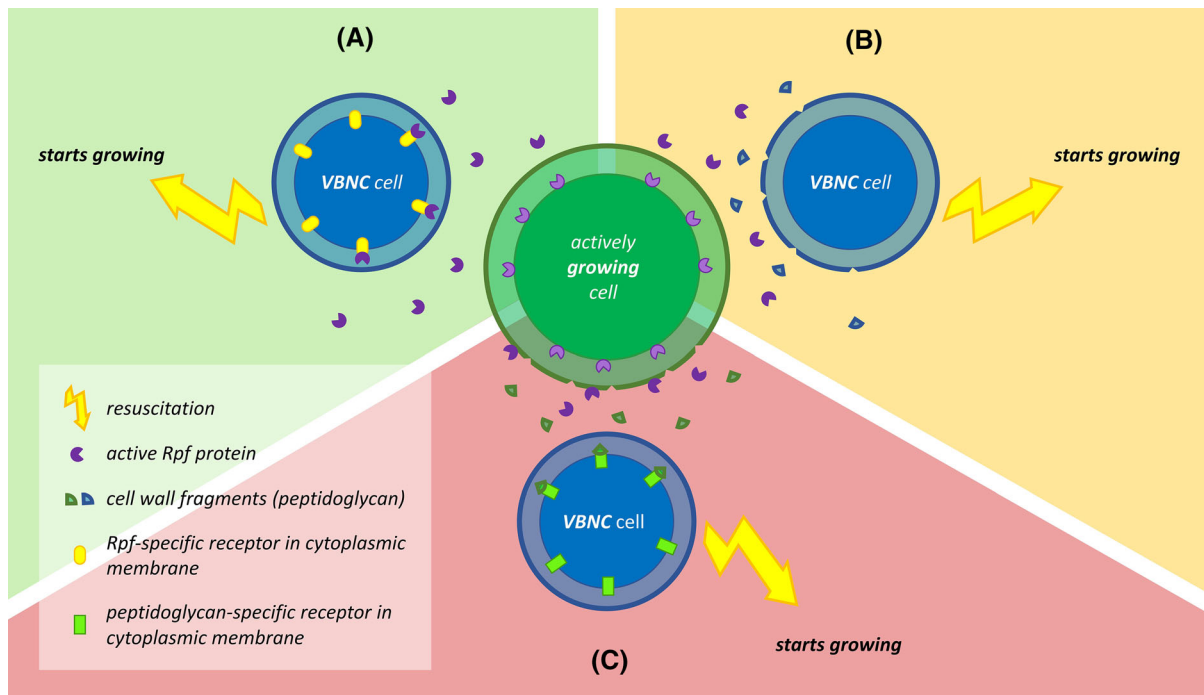 (A)
(B)
starts growing
VBNC cell
VBNC cell
starts growing
actively
growing
cell
resuscitation
active Rpf protein
cell wall fragments (peptidoglycan)
Rpf-specific receptor in cytoplasmic
membrane
peptidoglycan-specific receptor in
cytoplasmic membrane
VBNC cell
starts growing
(C)